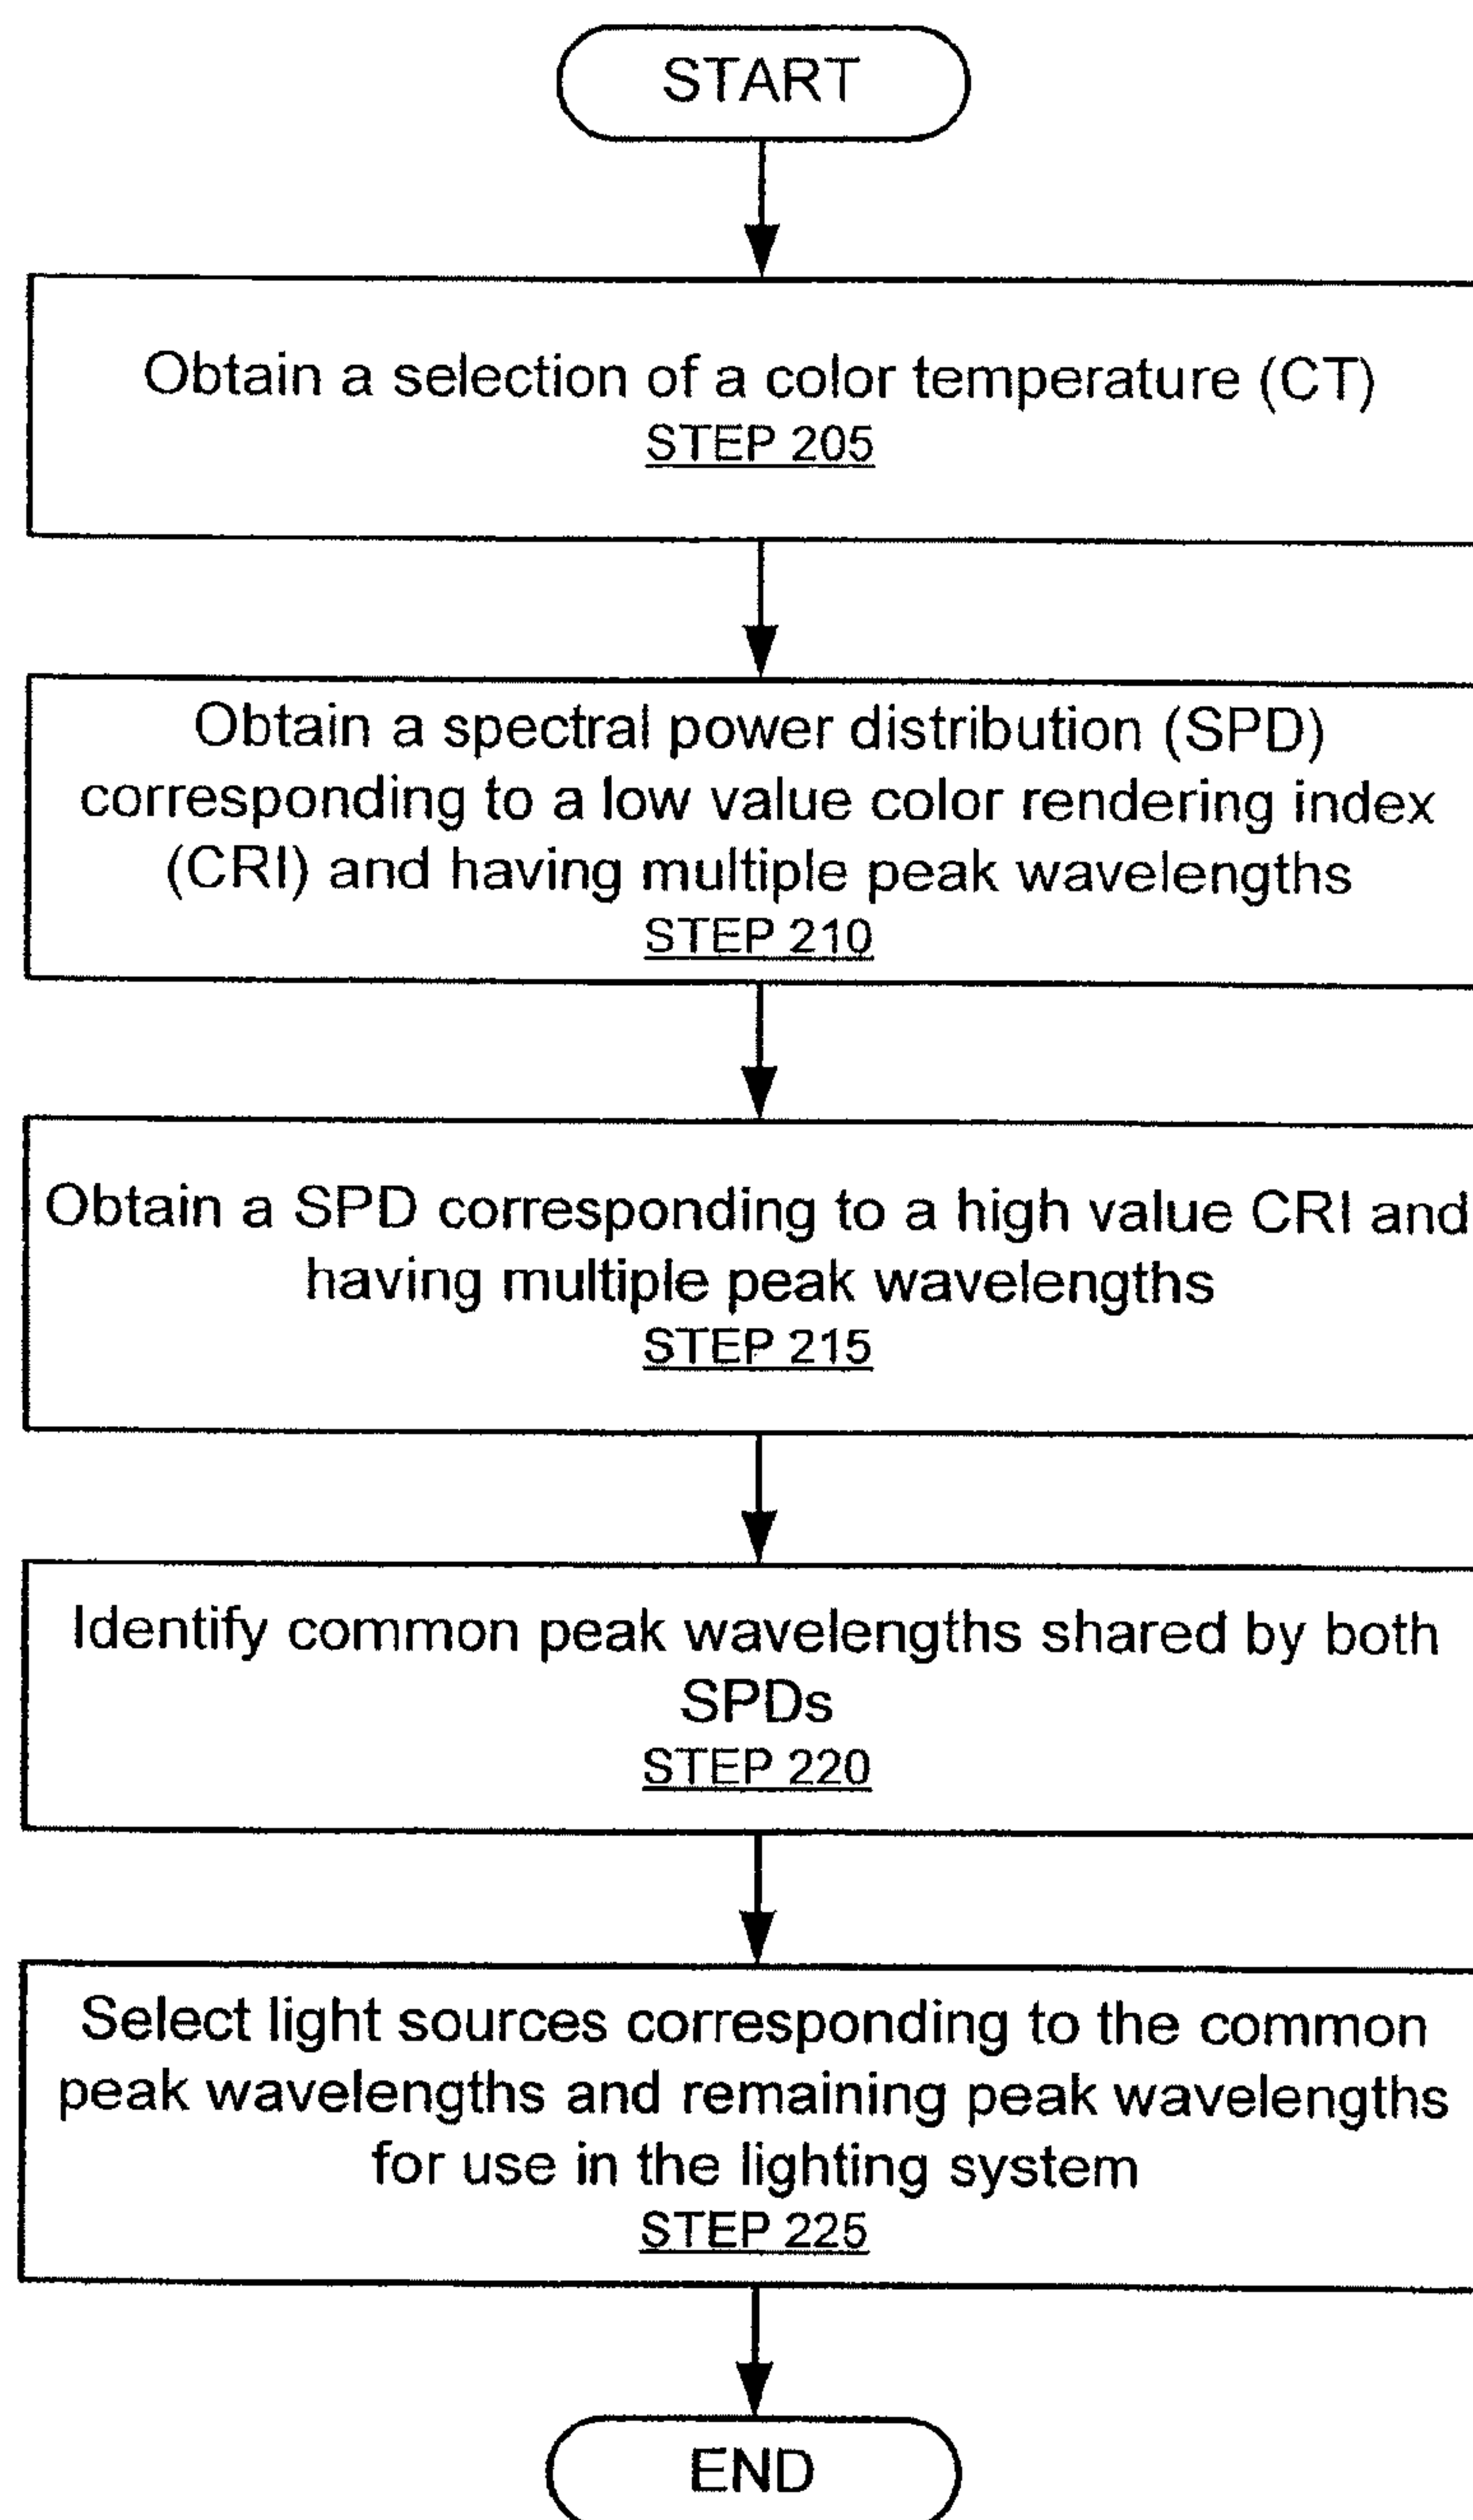 START
Obtain a selection of a color temperature (CT)
STEP 205
Obtain a spectral power distribution (SPD)
corresponding to a low value color rendering index
(CRI) and having multiple peak wavelengths
STEP 210
Obtain a SPD corresponding to a high value CRI and
having multiple peak wavelengths
STEP 215
Identify common peak wavelengths shared by both
SPDs
STEP 220
Select light sources corresponding to the common
peak wavelengths and remaining peak wavelengths
for use in the lighting system
STEP 225
END